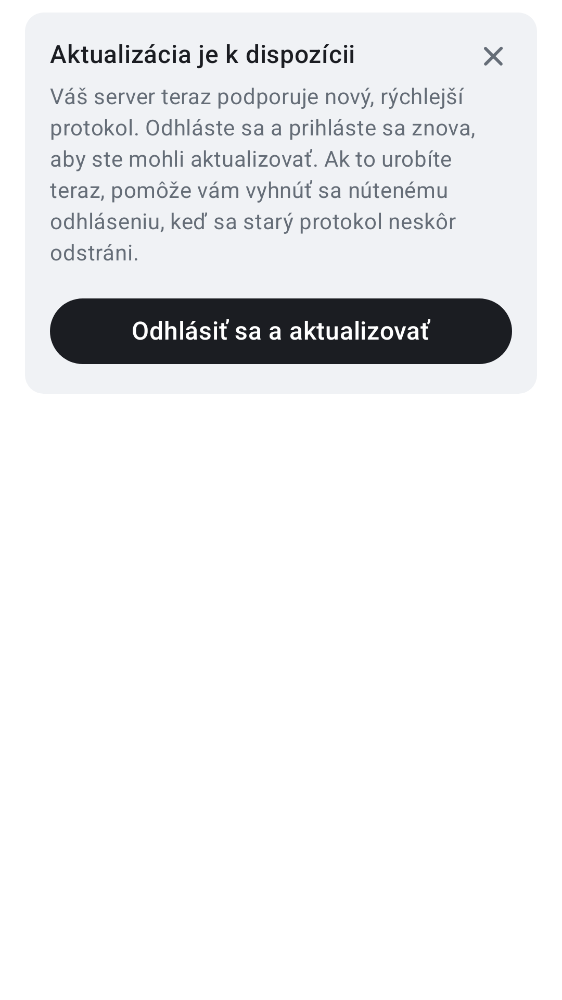 Aktualizácia je k dispozícii
Váš server teraz podporuje nový, rýchlejší
protokol. Odhláste sa a prihláste sa znova,
aby ste mohli aktualizovať. Ak to urobíte
teraz, pomôže vám vyhnúť sa nútenému
odhláseniu, keď sa starý protokol neskôr
odstráni.
Odhlásiť sa a aktualizovať